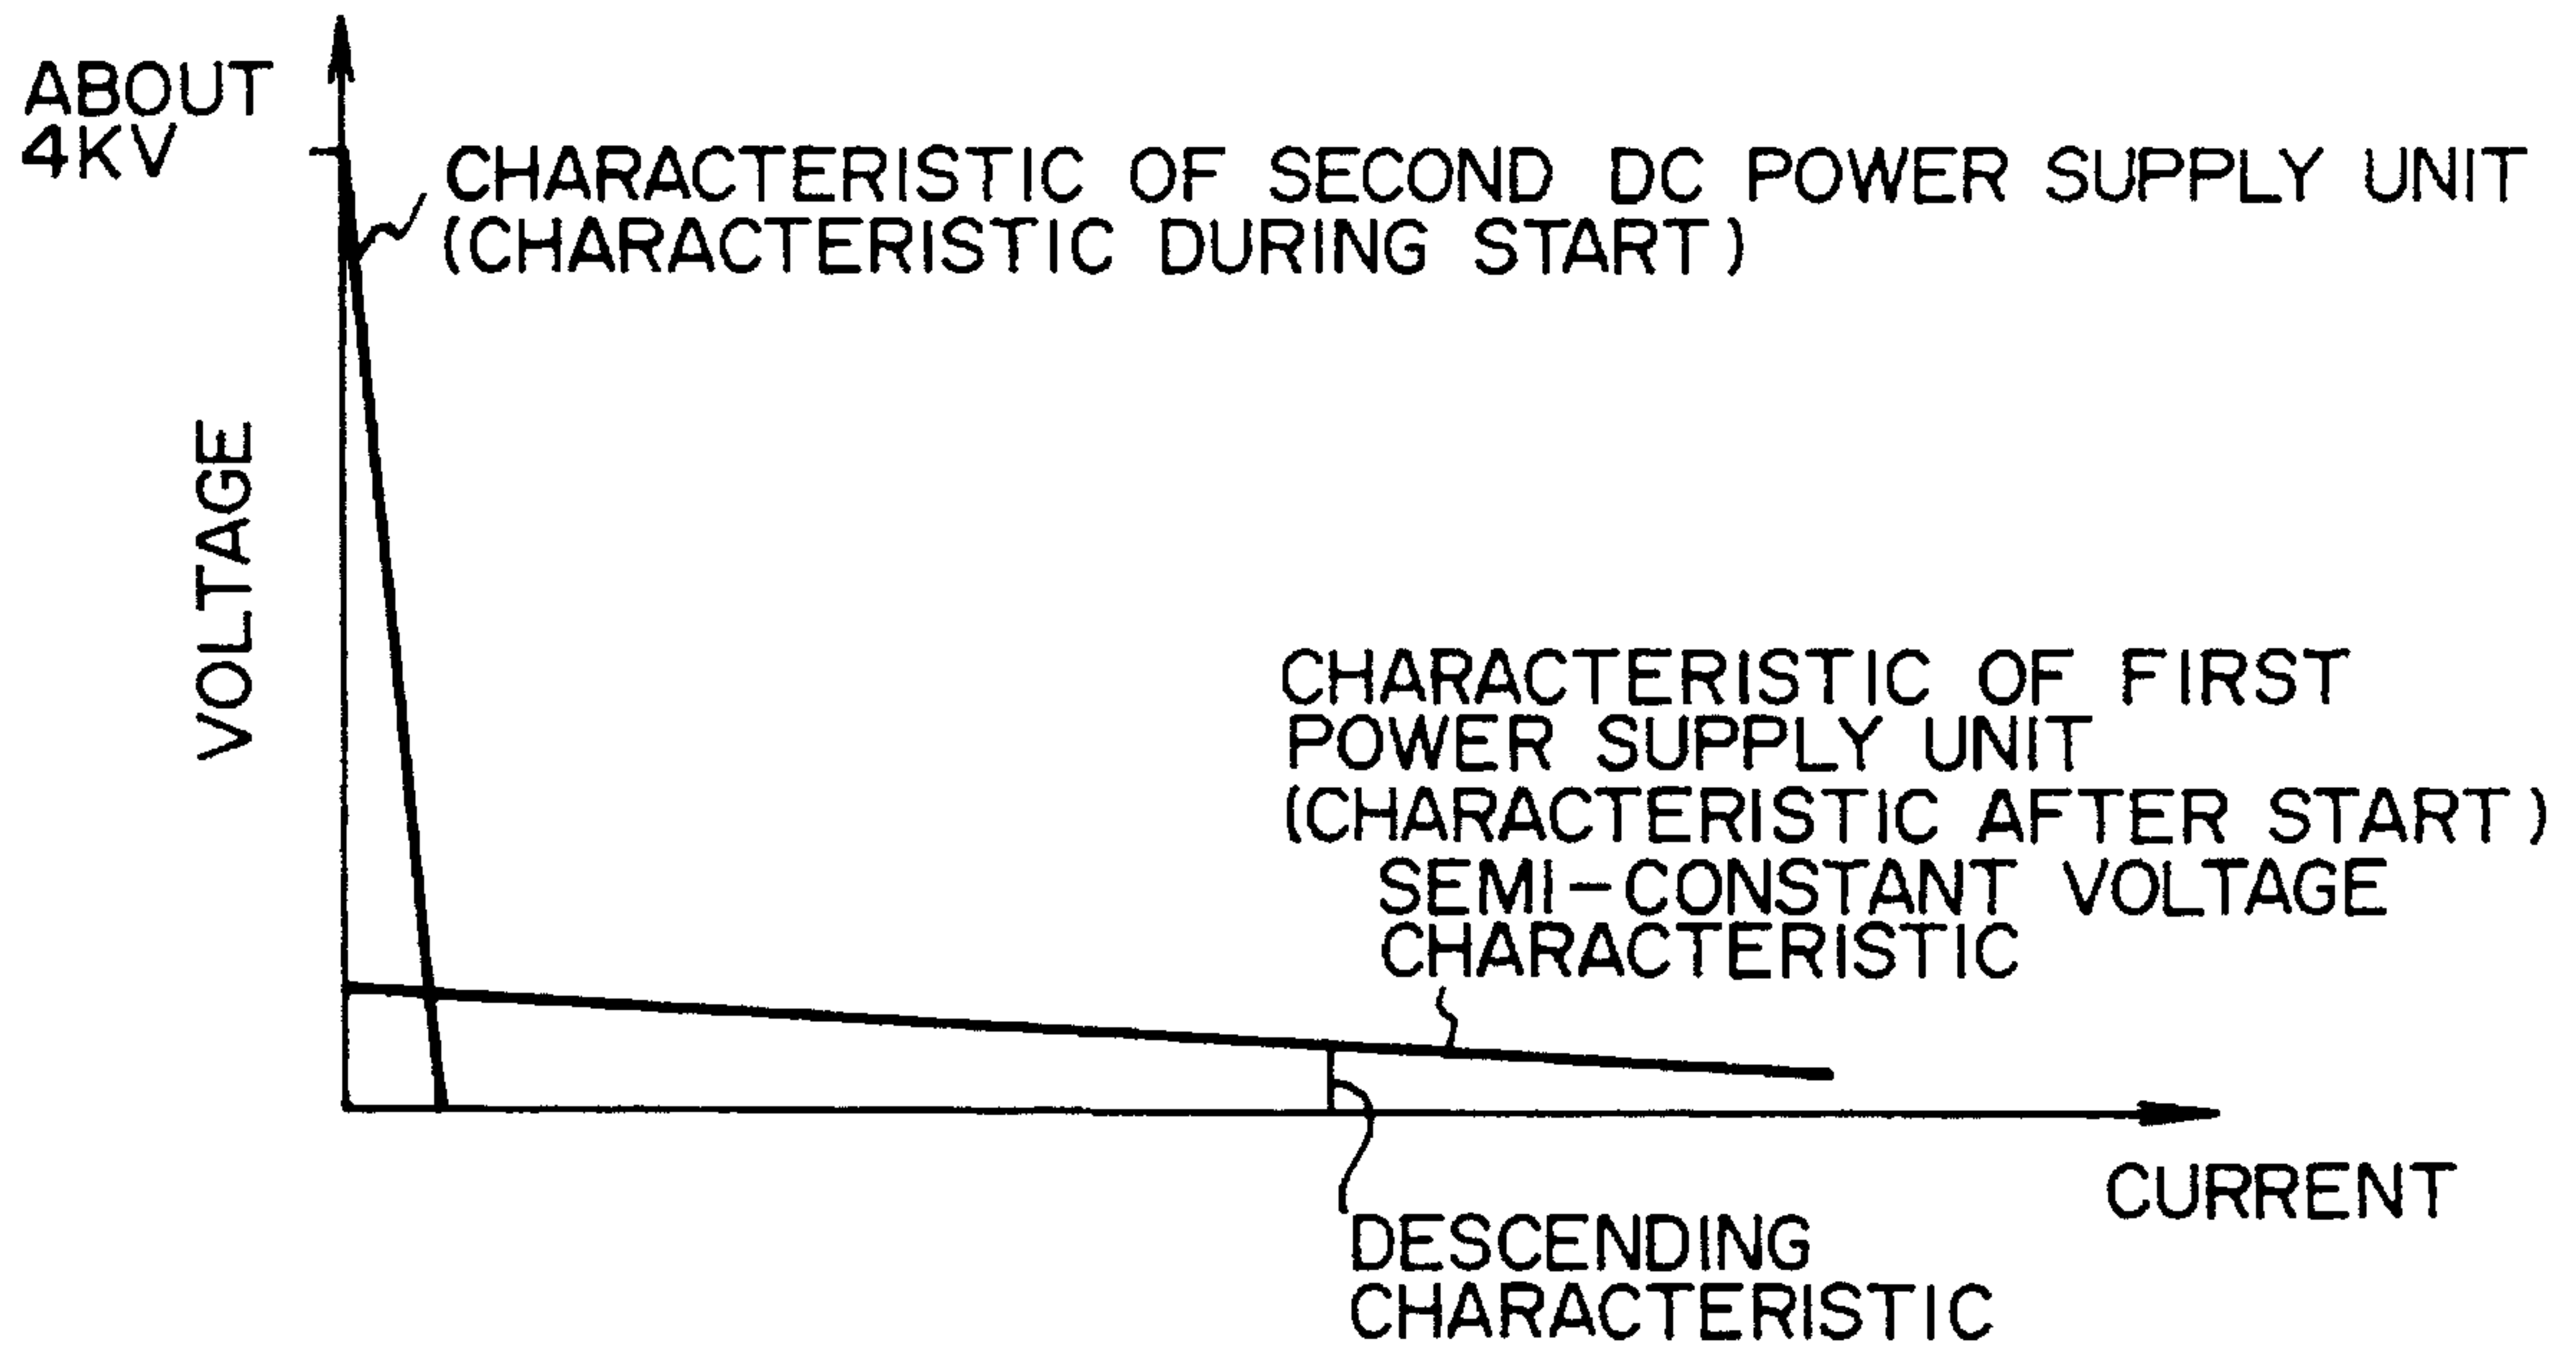 ABOUT
4KV
CHARACTERISTIC OF SECOND DC POWER SUPPLY UNIT
(CHARACTERISTIC DURING START)
VOLTAGE
CHARACTERISTIC OF FIRST
POWER SUPPLY UNIT
(CHARACTERISTIC AFTER START)
SEMI-CONSTANT VOLTAGE
CHARACTERISTIC
CURRENT
DESCENDING
CHARACTERISTIC